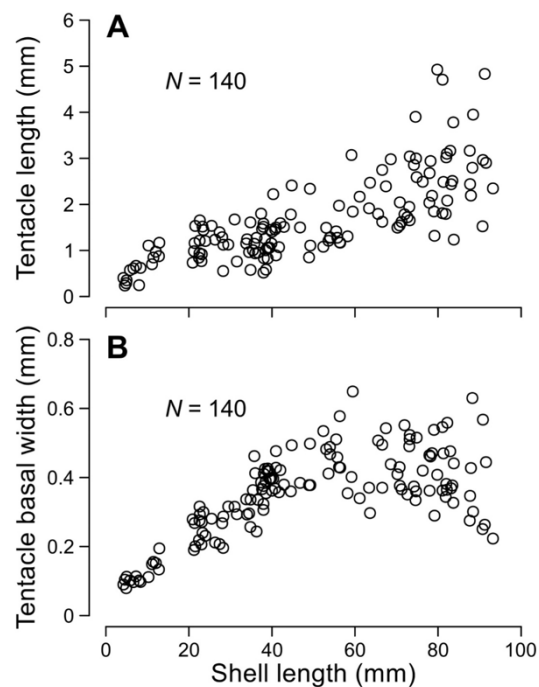 A
N = 140
Tentacle length (mm)
6
5
4
3
2
1
0
B
N = 140
Tentacle basal width (mm)
0.8
0.6
0.4
0.2
0
0 20 40 60 80 100
Shell length (mm)